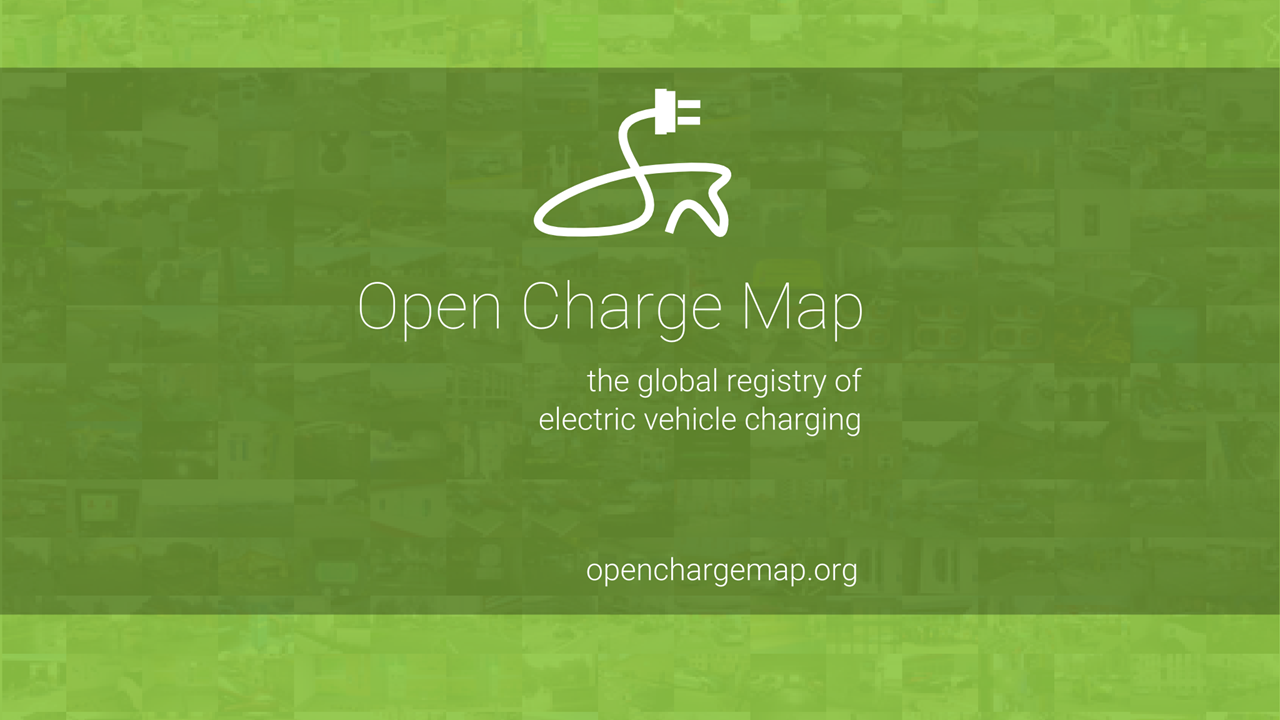 Open Charge Map
the global registry of
electric vehicle charging
openchargemap.org